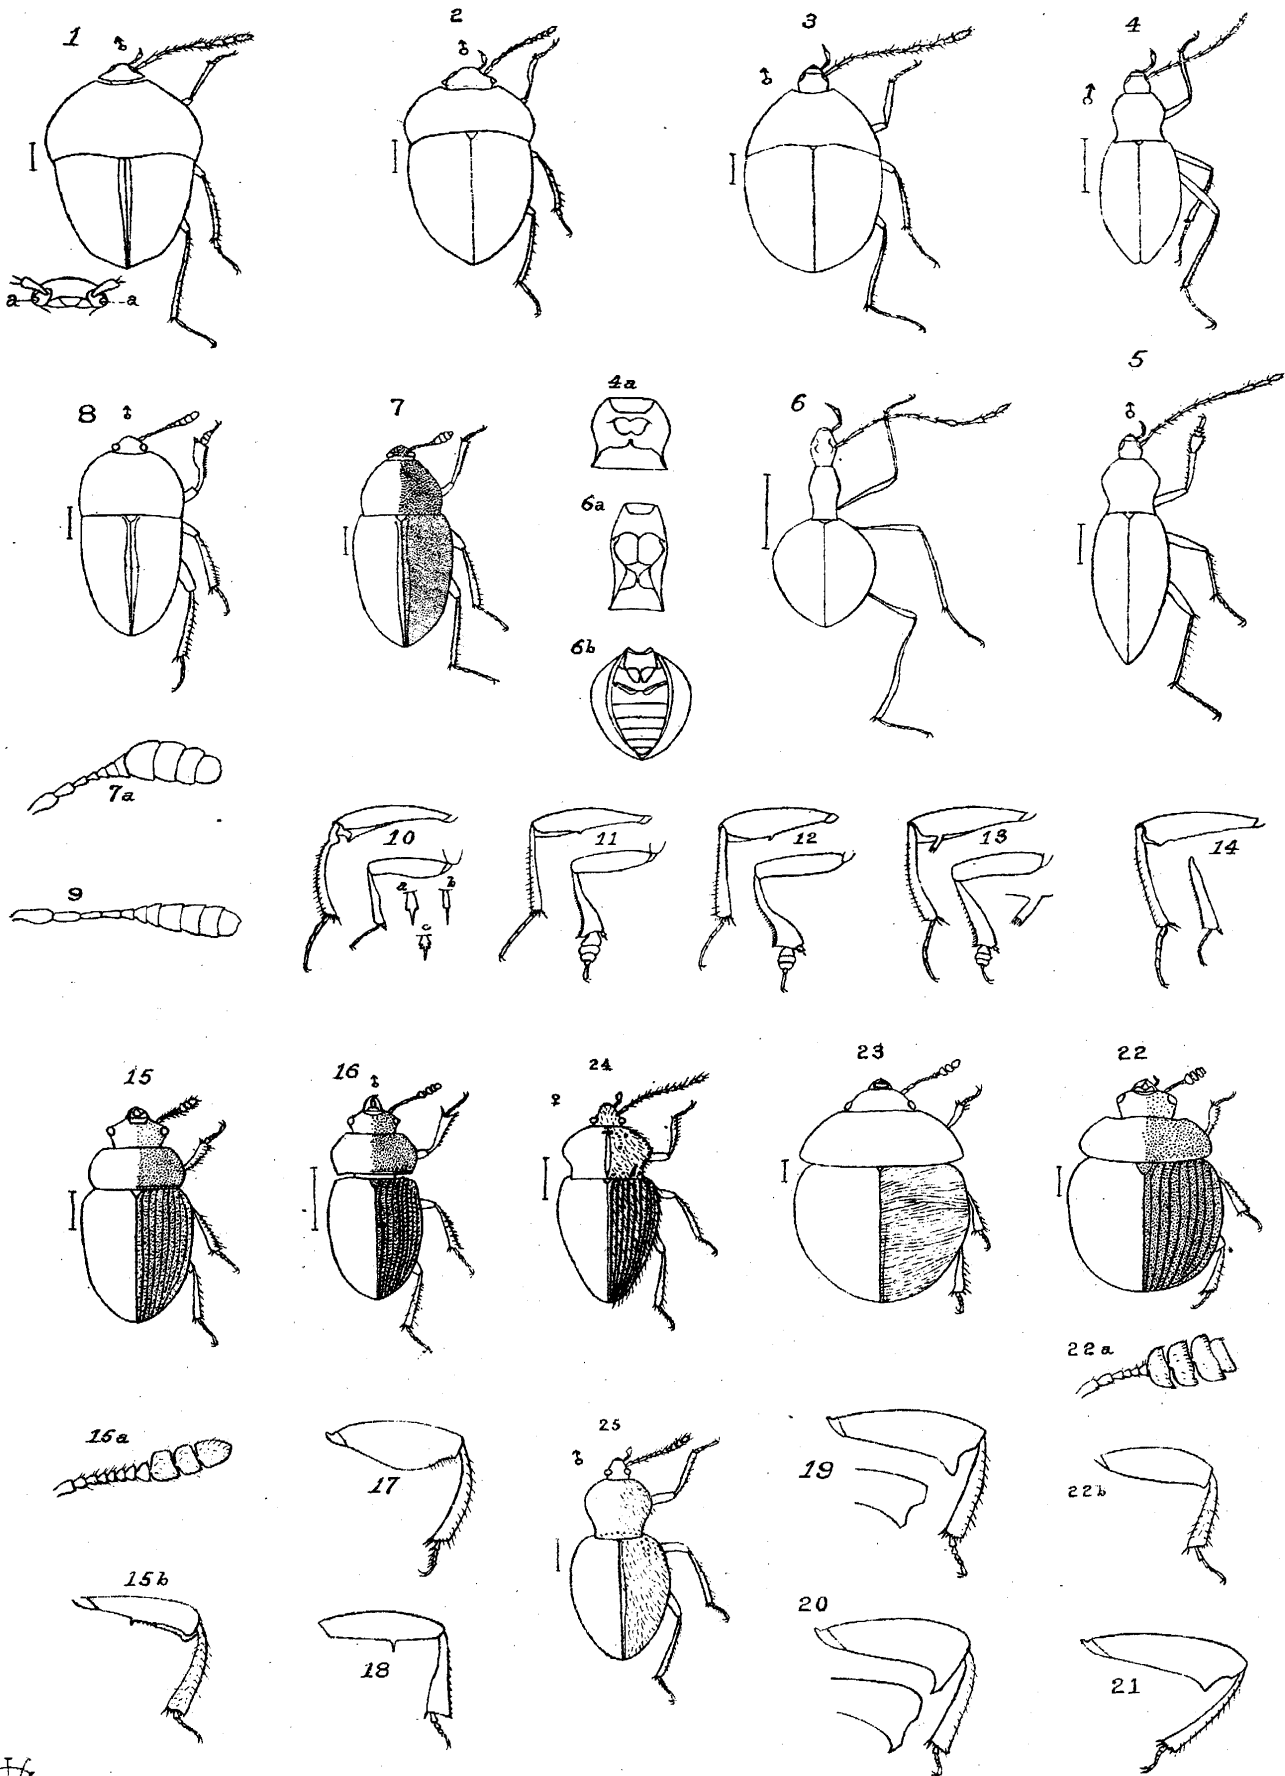 1 ♂ 2 ♂ 3 ♂ 4 ♂
a a
8 ♂ 7 4a 6 5 ♂
6a
6b
7a
9 10 a b c 11 12 13 14
15 16 ♂ 24 ♀ 23 22
22a
16a 17 25 ♂ 19 22b
15b 18 20 21